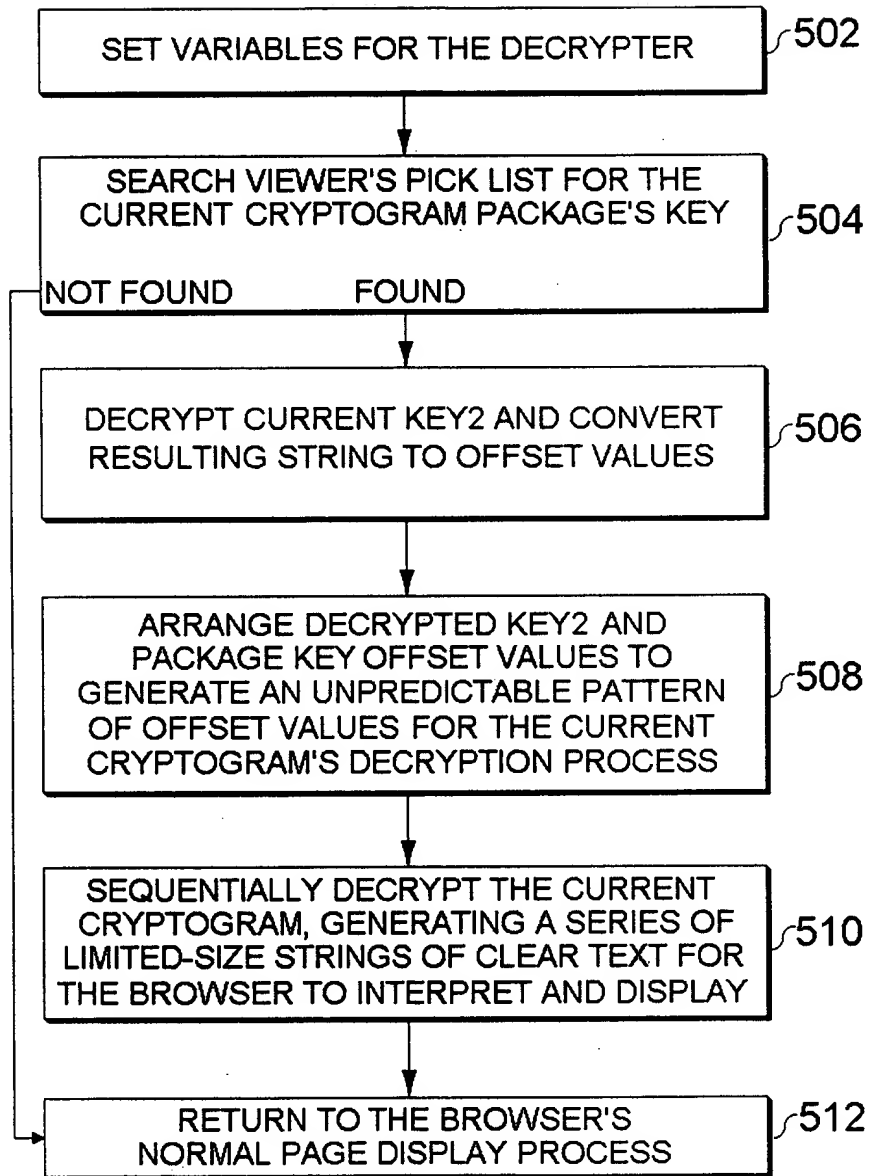 SET VARIABLES FOR THE DECRYPTER
502
SEARCH VIEWER'S PICK LIST FOR THE
CURRENT CRYPTOGRAM PACKAGE'S KEY
504
NOT FOUND FOUND
DECRYPT CURRENT KEY2 AND CONVERT
RESULTING STRING TO OFFSET VALUES
506
ARRANGE DECRYPTED KEY2 AND
PACKAGE KEY OFFSET VALUES TO
GENERATE AN UNPREDICTABLE PATTERN
OF OFFSET VALUES FOR THE CURRENT
CRYPTOGRAM'S DECRYPTION PROCESS
508
SEQUENTIALLY DECRYPT THE CURRENT
CRYPTOGRAM, GENERATING A SERIES OF
LIMITED-SIZE STRINGS OF CLEAR TEXT FOR
THE BROWSER TO INTERPRET AND DISPLAY
510
RETURN TO THE BROWSER'S
NORMAL PAGE DISPLAY PROCESS
512